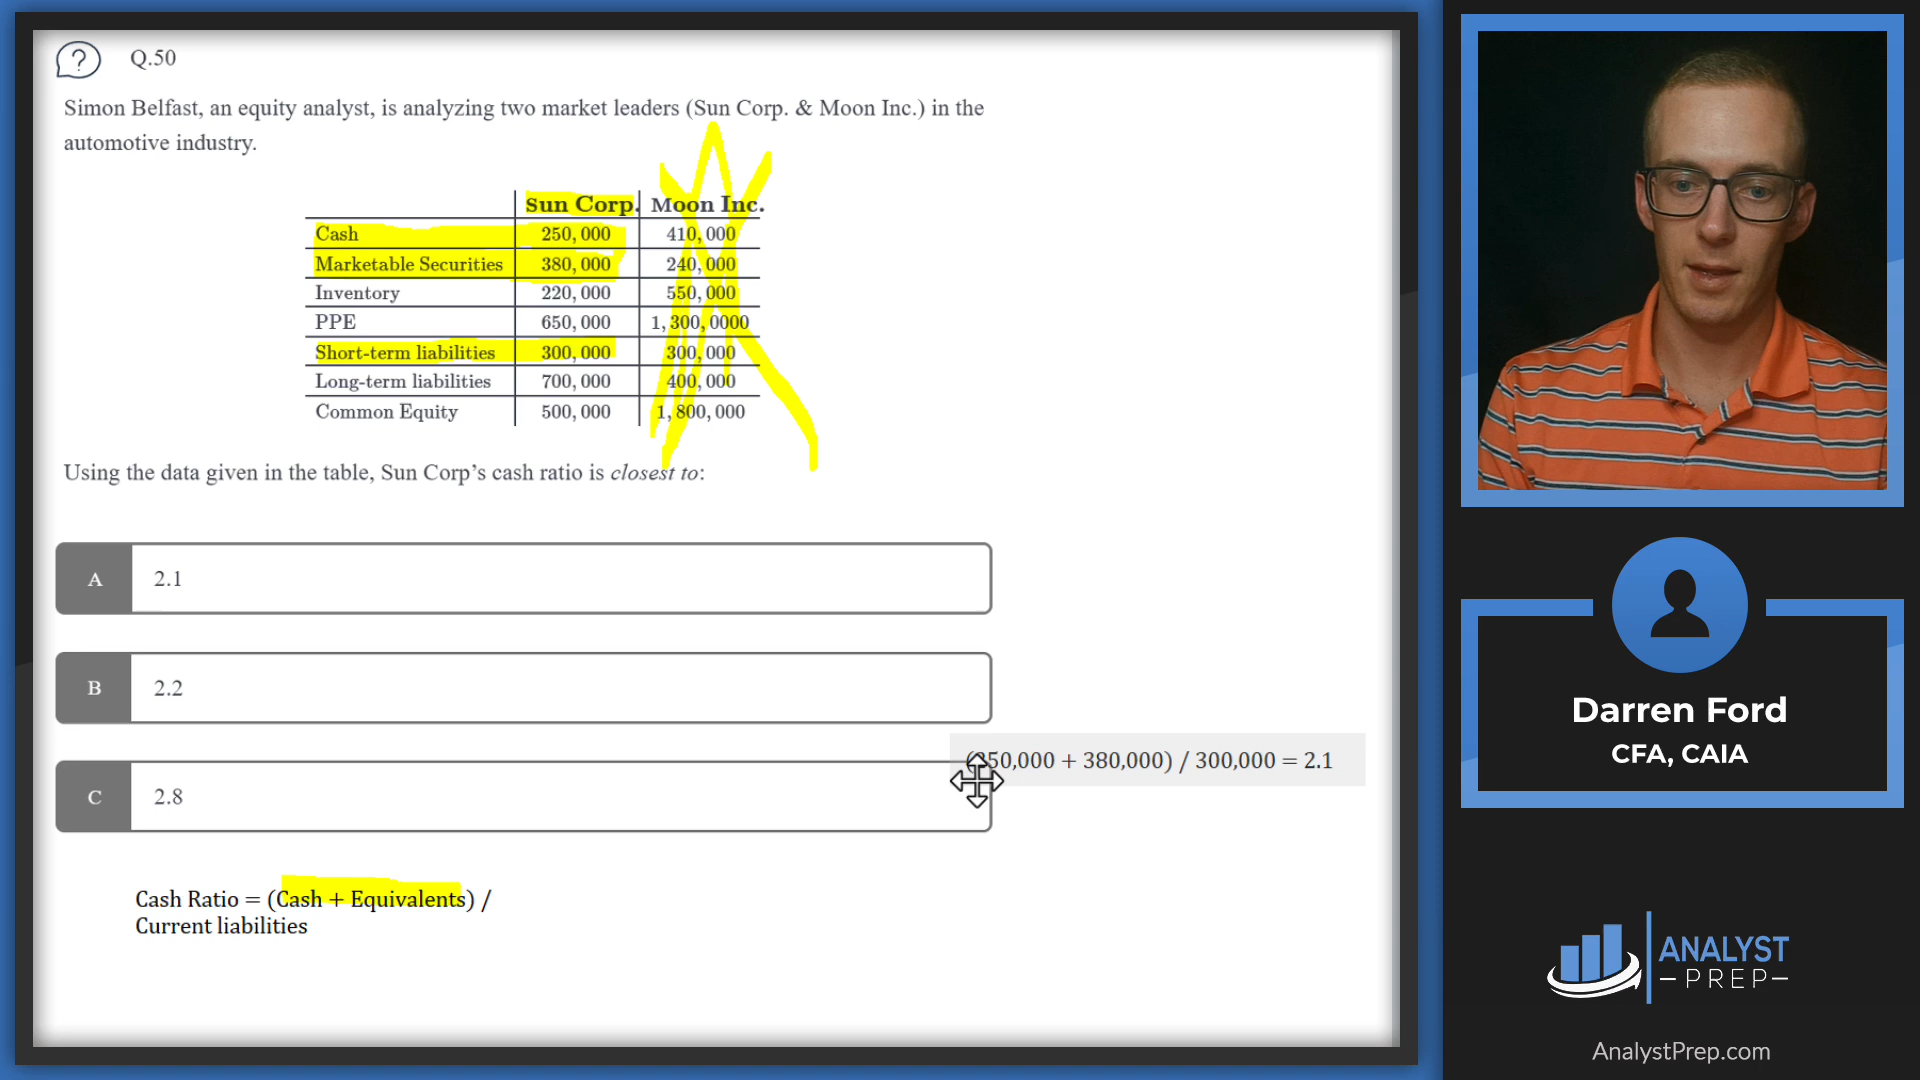 Q.50
Simon Belfast, an equity analyst, is analyzing two market leaders (Sun Corp. & Moon Inc.) in the
automotive industry.
Sun Corp. Moon Inc.
Cash 250,000 410,000
Marketable Securities 380,000 240,000
Inventory 220,000 550,000
PPE 650,000 1,300,0000
Short-term liabilities 300,000 300,000
Long-term liabilities 700,000 400,000
Common Equity 500,000 1,800,000
Using the data given in the table, Sun Corp's cash ratio is closest to:
A 2.1
B 2.2
C 2.8
50,000 + 380,000) / 300,000 = 2.1
Cash Ratio = (Cash + Equivalents) /
Current liabilities
Darren Ford
CFA, CAIA
ANALYST
PREP
AnalystPrep.com